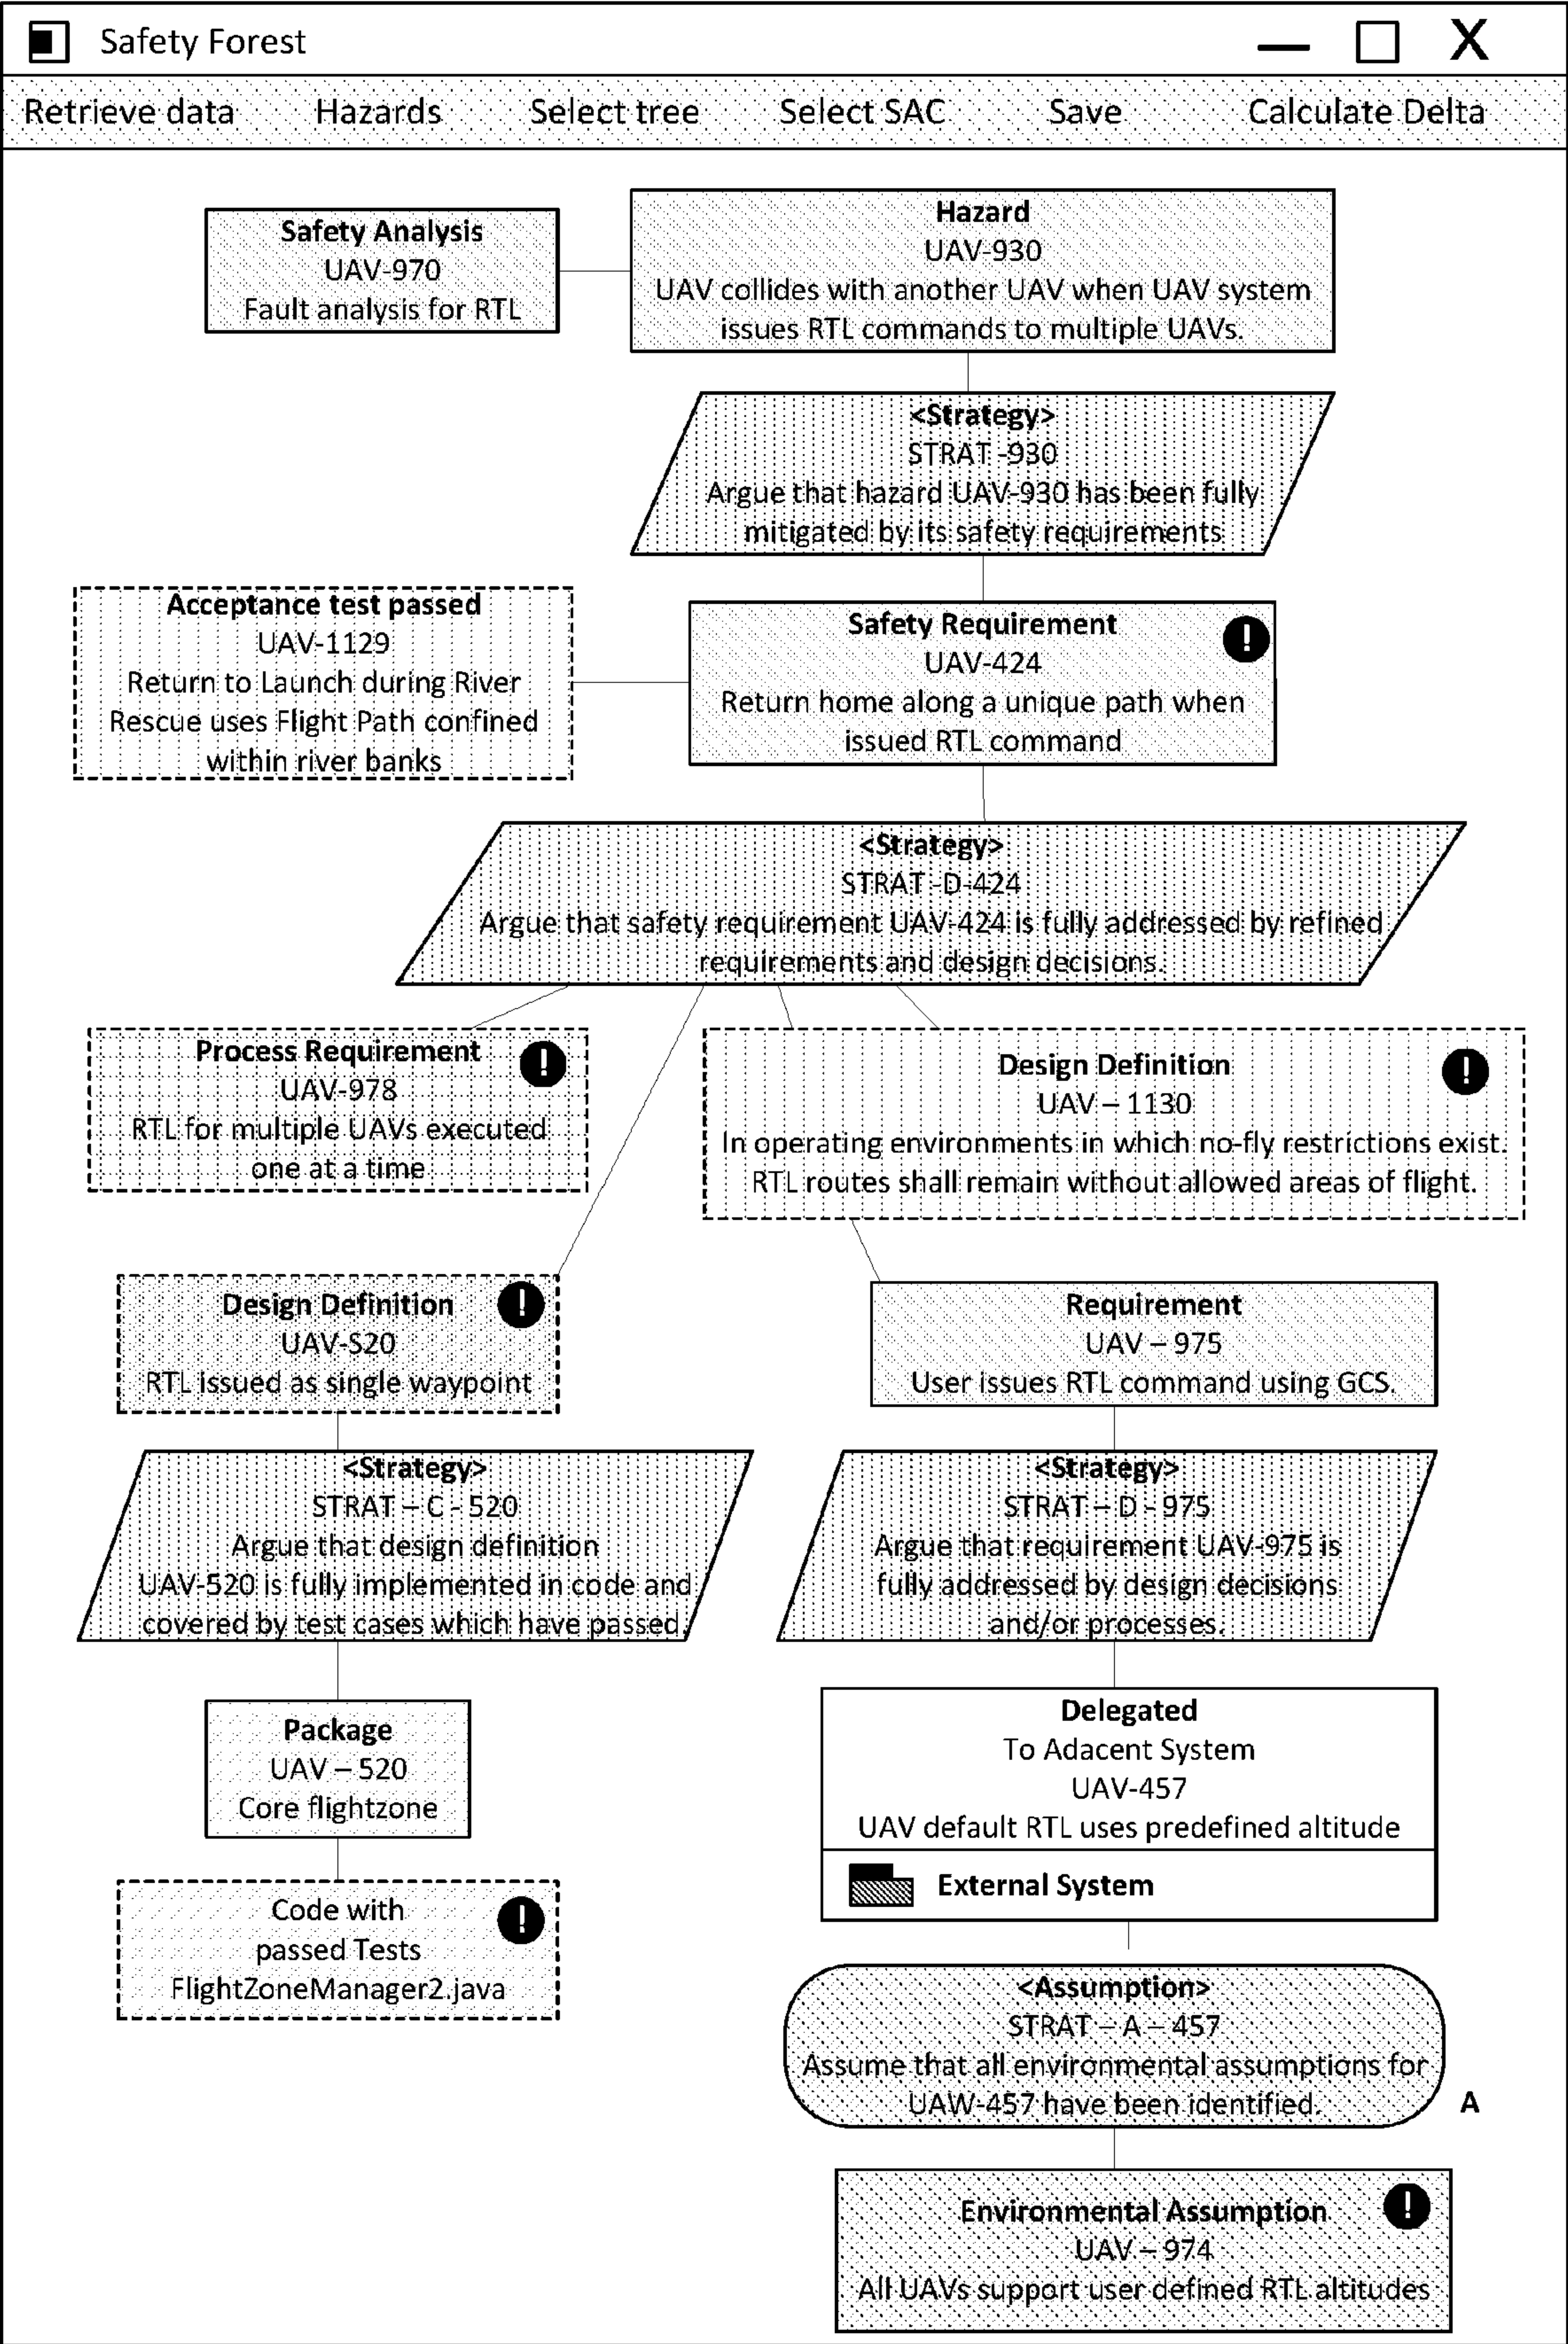 Safety Forest
X
Retrieve data Hazards Select tree Select SAC Save Calculate Delta
Safety Analysis
UAV-970
Fault analysis for RTL
Hazard
UAV-930
UAV collides with another UAV when UAV system
issues RTL commands to multiple UAVs.
<Strategy>
STRAT -930
Argue that hazard UAV-930 has been fully
mitigated by its safety requirements
Acceptance test passed
UAV-1129
Return to Launch during River
Rescue uses Flight Path confined
within river banks
Safety Requirement
!
UAV-424
Return home along a unique path when
issued RTL command
<Strategy>
STRAT -D-424
Argue that safety requirement UAV-424 is fully addressed by refined
requirements and design decisions.
Process Requirement
!
UAV-978
RTL for multiple UAVs executed
one at a time
Design Definition
!
UAV – 1130
In operating environments in which no-fly restrictions exist.
RTL routes shall remain without allowed areas of flight.
Design Definition
!
UAV-S20
RTL issued as single waypoint
Requirement
UAV – 975
User issues RTL command using GCS.
<Strategy>
STRAT – C - 520
Argue that design definition
UAV-520 is fully implemented in code and
covered by test cases which have passed.
<Strategy>
STRAT – D - 975
Argue that requirement UAV-975 is
fully addressed by design decisions
and/or processes.
Package
UAV – 520
Core flightzone
Delegated
To Adjacent System
UAV-457
UAV default RTL uses predefined altitude
External System
Code with
!
passed Tests
FlightZoneManager2.java
<Assumption>
STRAT – A – 457
Assume that all environmental assumptions for
UAW-457 have been identified.
A
Environmental Assumption
!
UAV – 974
All UAVs support user defined RTL altitudes